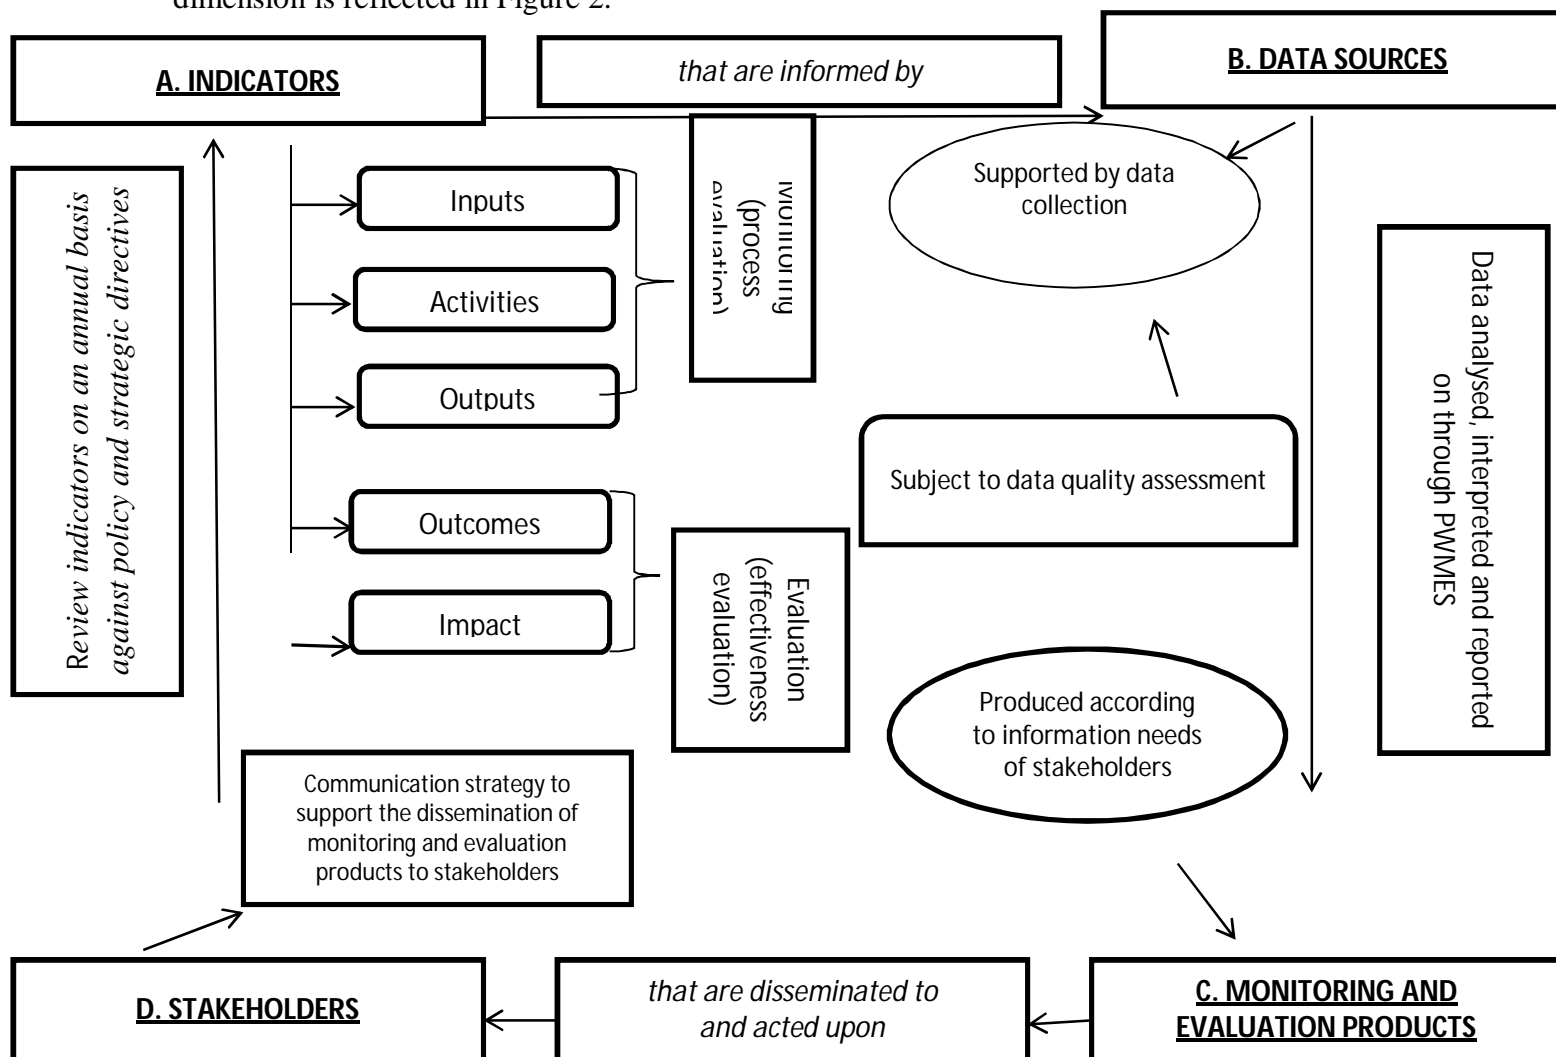 dimension is reflected in Figure 2.
A. INDICATORS
that are informed by
B. DATA SOURCES
Review indicators on an annual basis
against policy and strategic directives
Inputs
Activities
Outputs
Monitoring
(process
evaluation)
Supported by data
collection
Data analysed, interpreted and reported
on through PWMES
Subject to data quality assessment
Outcomes
Impact
Evaluation
(effectiveness
evaluation)
Produced according
to information needs
of stakeholders
Communication strategy to
support the dissemination of
monitoring and evaluation
products to stakeholders
D. STAKEHOLDERS
that are disseminated to
and acted upon
C. MONITORING AND
EVALUATION PRODUCTS